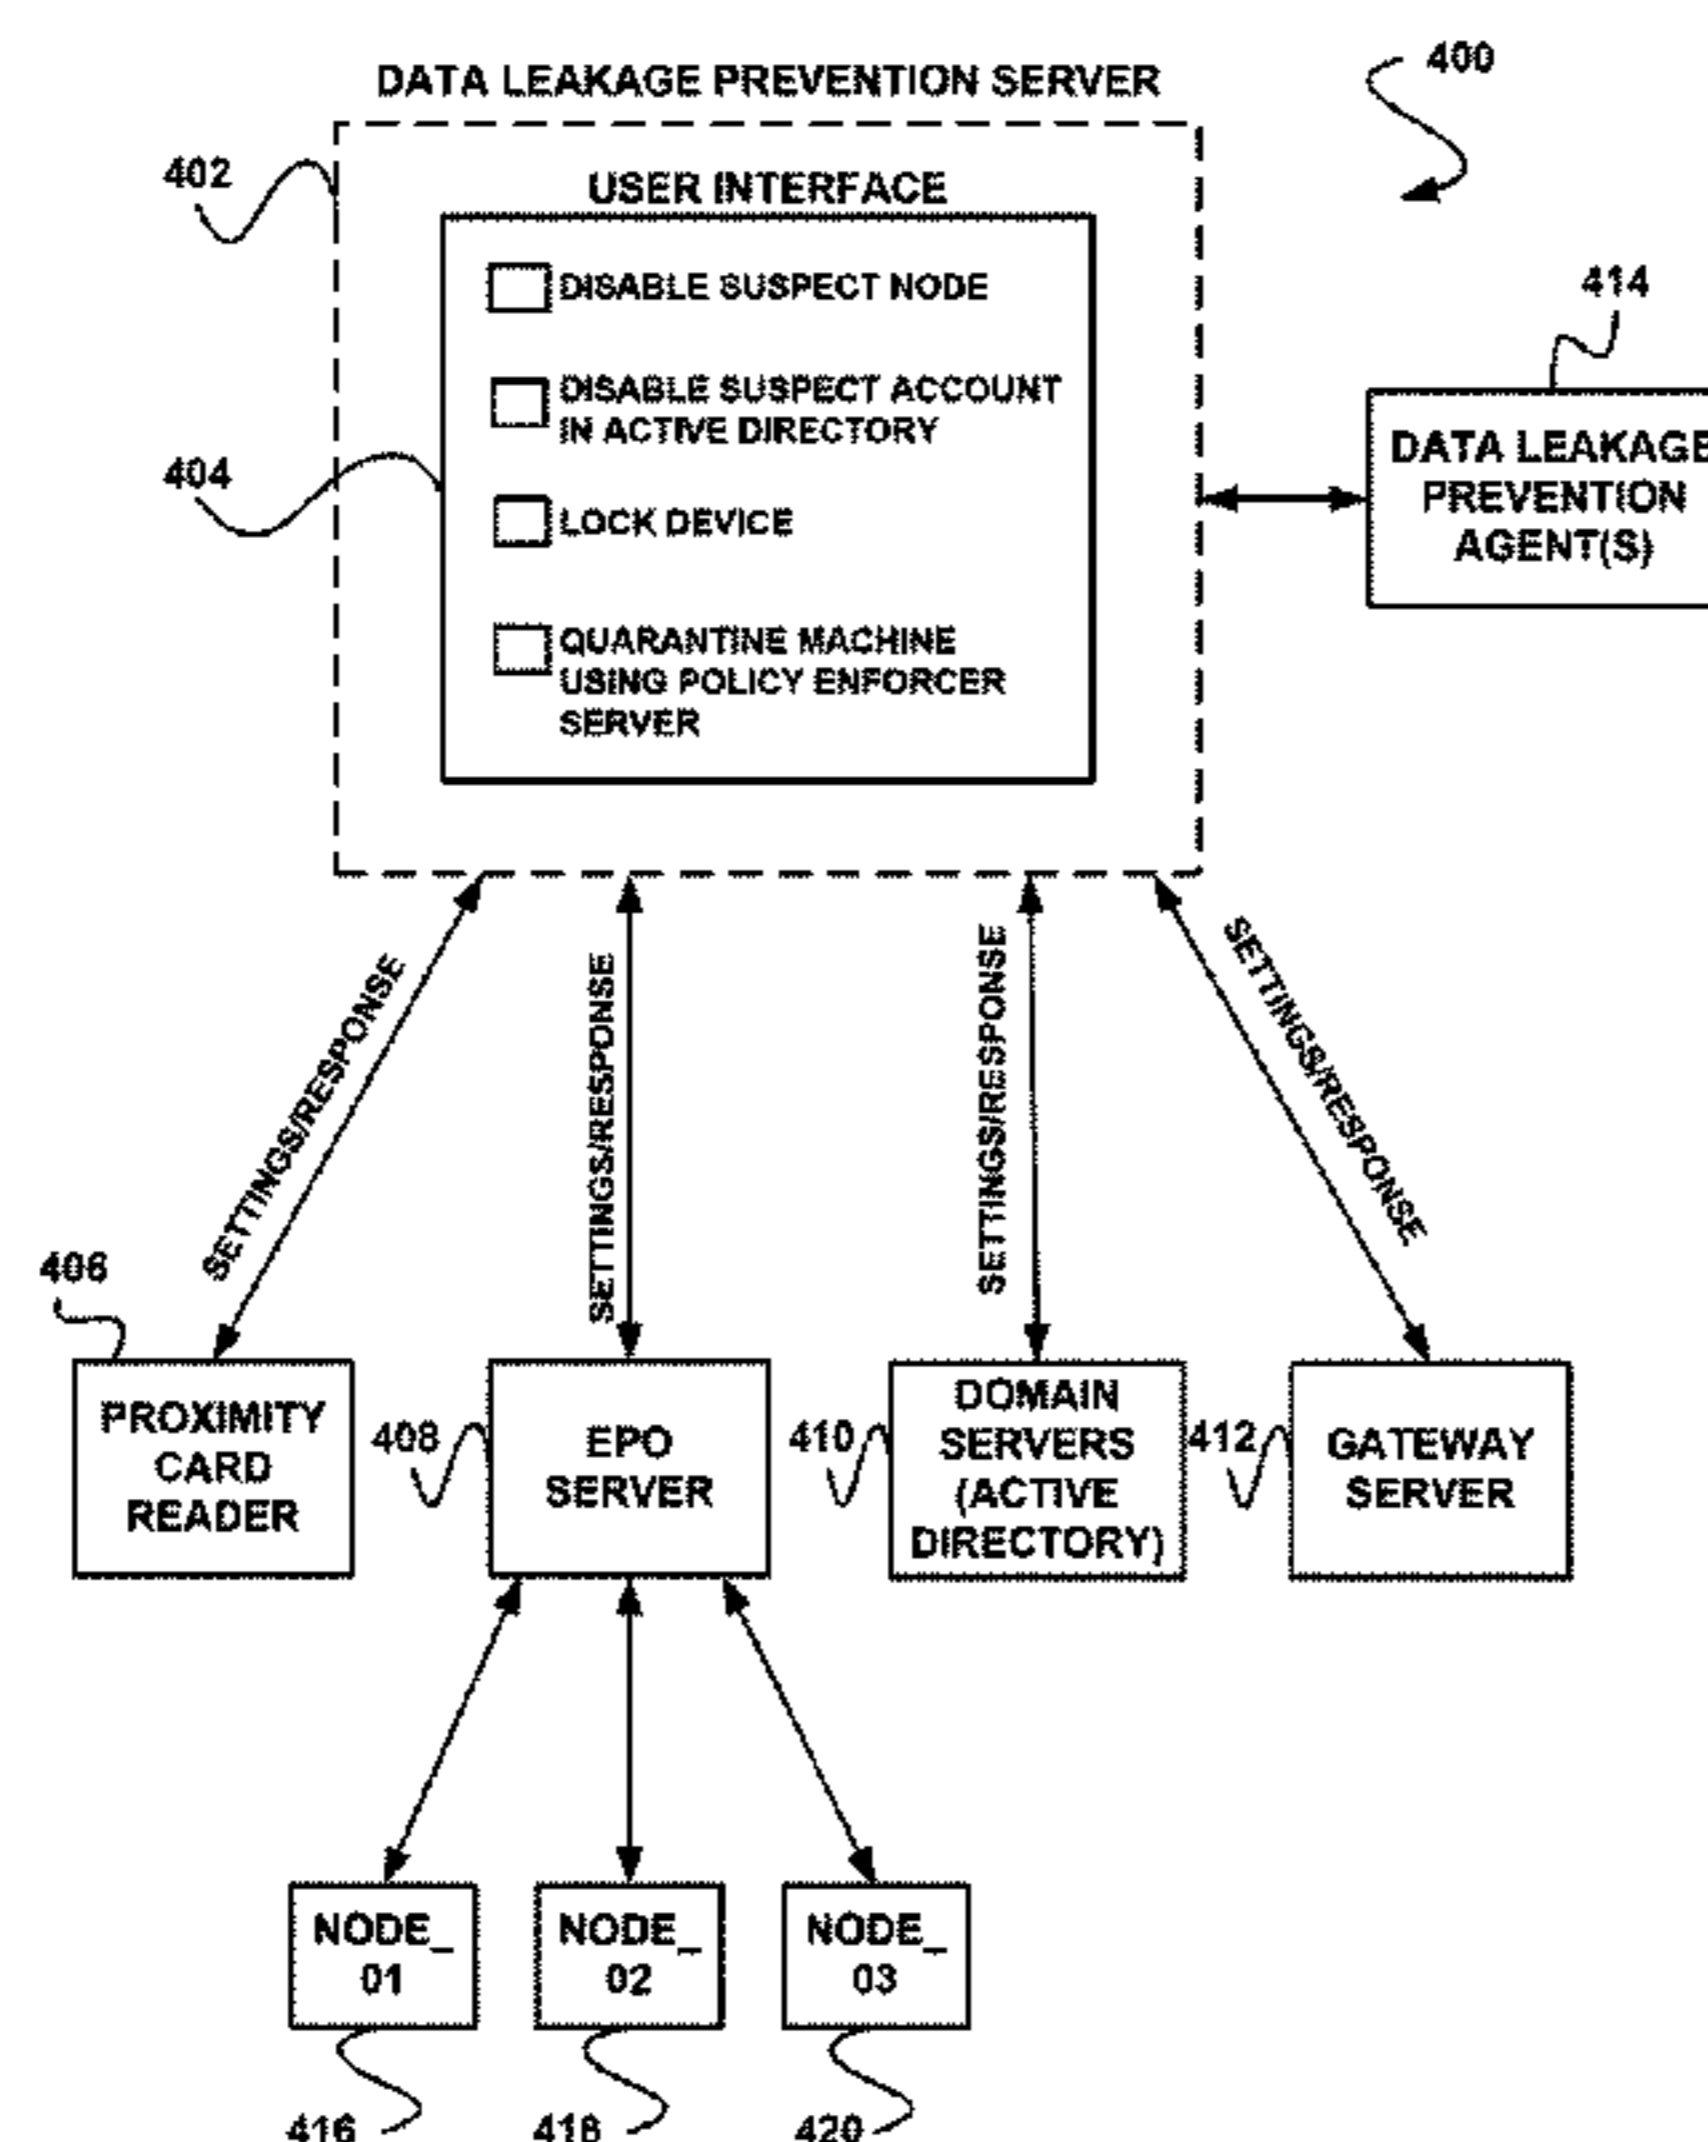 400
DATA LEAKAGE PREVENTION SERVER
402
USER INTERFACE
DISABLE SUSPECT NODE
414
DISABLE SUSPECT ACCOUNT
IN ACTIVE DIRECTORY
404
LOCK DEVICE
DATA LEAKAGE
PREVENTION
AGENT(S)
QUARANTINE MACHINE
USING POLICY ENFORCER
SERVER
SETTINGS/RESPONSE
SETTINGS/RESPONSE
SETTINGS/RESPONSE
SETTINGS/RESPONSE
406
PROXIMITY
CARD
READER
408
EPO
SERVER
410
DOMAIN
SERVERS
(ACTIVE
DIRECTORY)
412
GATEWAY
SERVER
NODE_
01
NODE_
02
NODE_
03
416
418
420